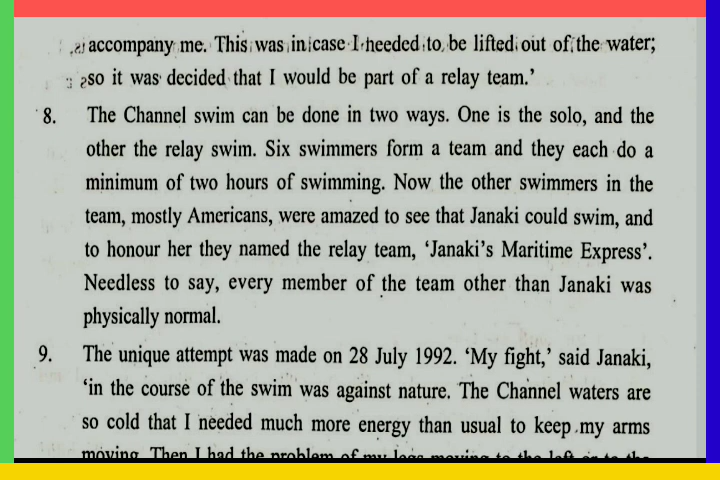 accompany me. This was in case I needed to be lifted out of the water;
so it was decided that I would be part of a relay team.’
8. The Channel swim can be done in two ways. One is the solo, and the
other the relay swim. Six swimmers form a team and they each do a
minimum of two hours of swimming. Now the other swimmers in the
team, mostly Americans, were amazed to see that Janaki could swim, and
to honour her they named the relay team, ‘Janaki’s Maritime Express’.
Needless to say, every member of the team other than Janaki was
physically normal.
9. The unique attempt was made on 28 July 1992. ‘My fight,’ said Janaki,
‘in the course of the swim was against nature. The Channel waters are
so cold that I needed much more energy than usual to keep my arms
moving. Then I had the problem of my legs moving to the left or to the